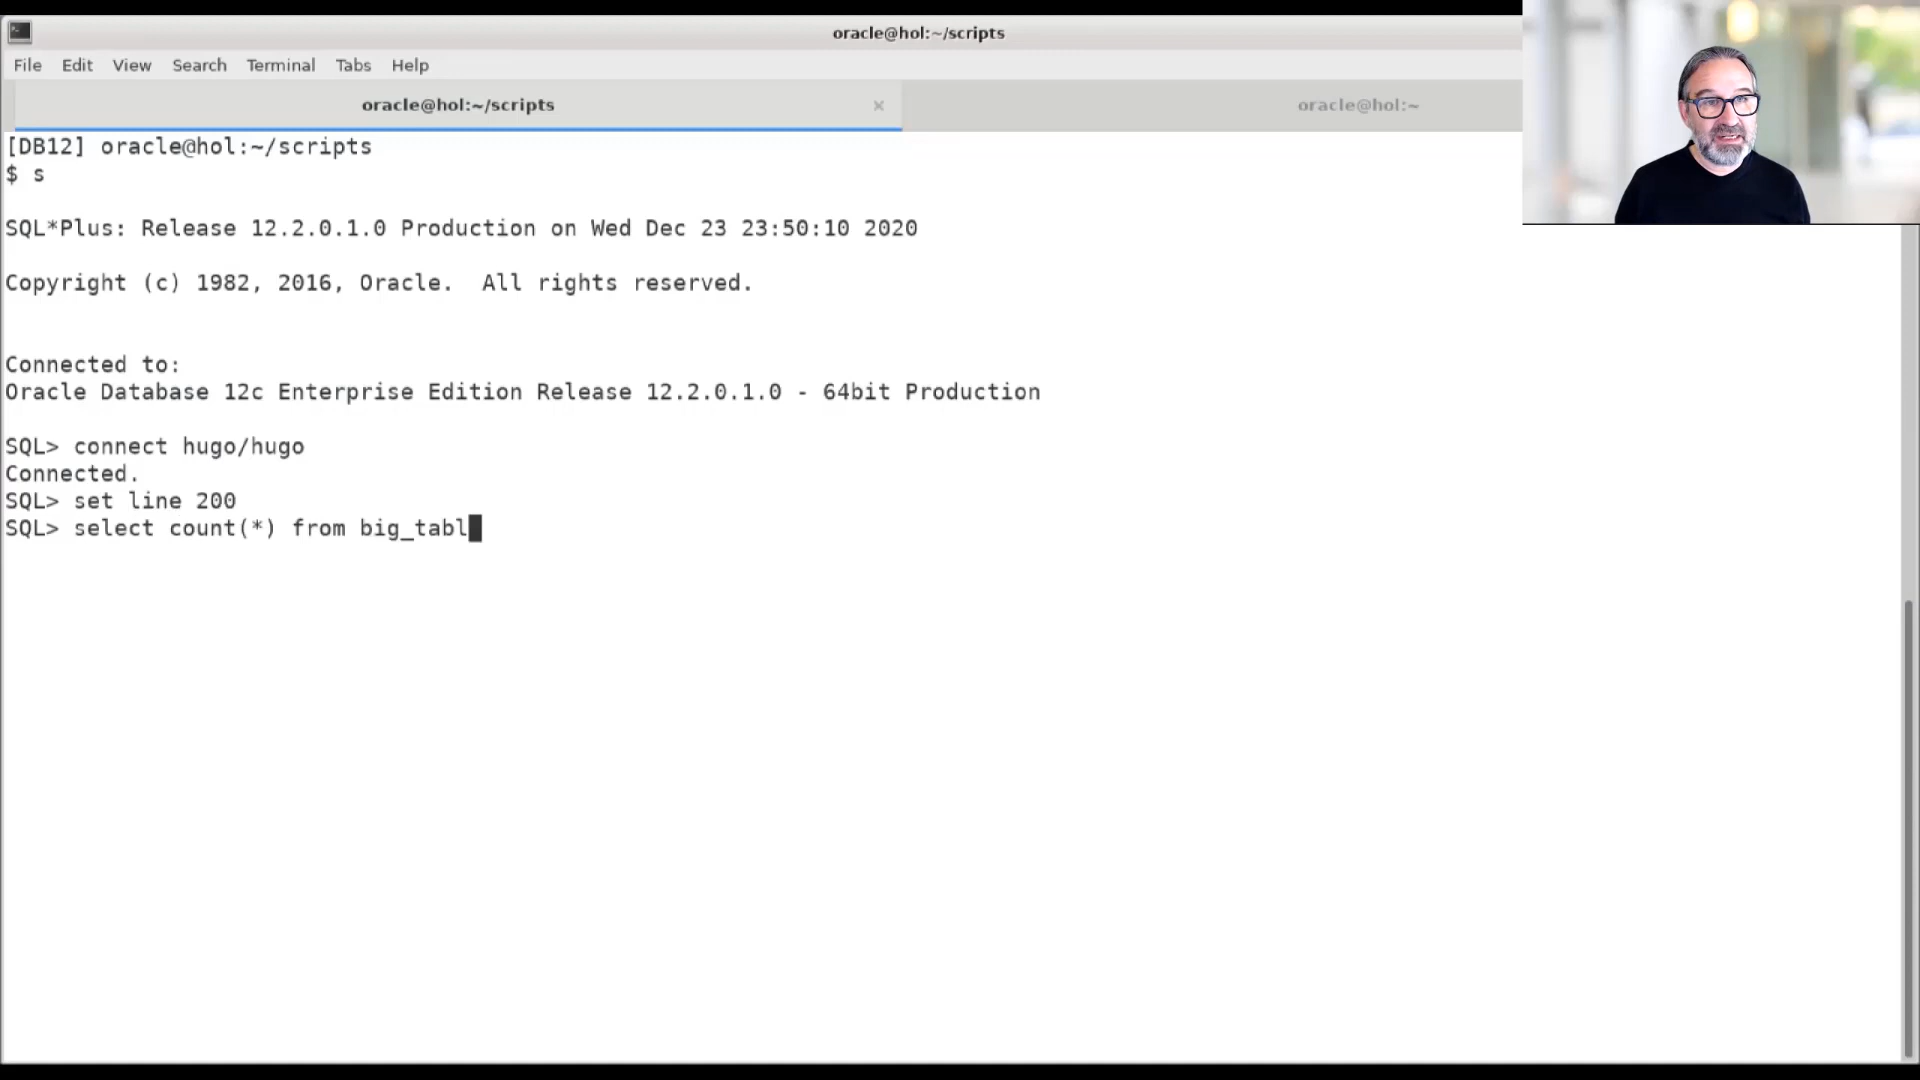 oracle@hol:~/scripts
File Edit View Search Terminal Tabs Help
oracle@hol:~/scripts × oracle@hol:~
[DB12] oracle@hol:~/scripts
$ s
SQL*Plus: Release 12.2.0.1.0 Production on Wed Dec 23 23:50:10 2020
Copyright (c) 1982, 2016, Oracle.  All rights reserved.
Connected to:
Oracle Database 12c Enterprise Edition Release 12.2.0.1.0 - 64bit Production
SQL> connect hugo/hugo
Connected.
SQL> set line 200
SQL> select count(*) from big_tabl